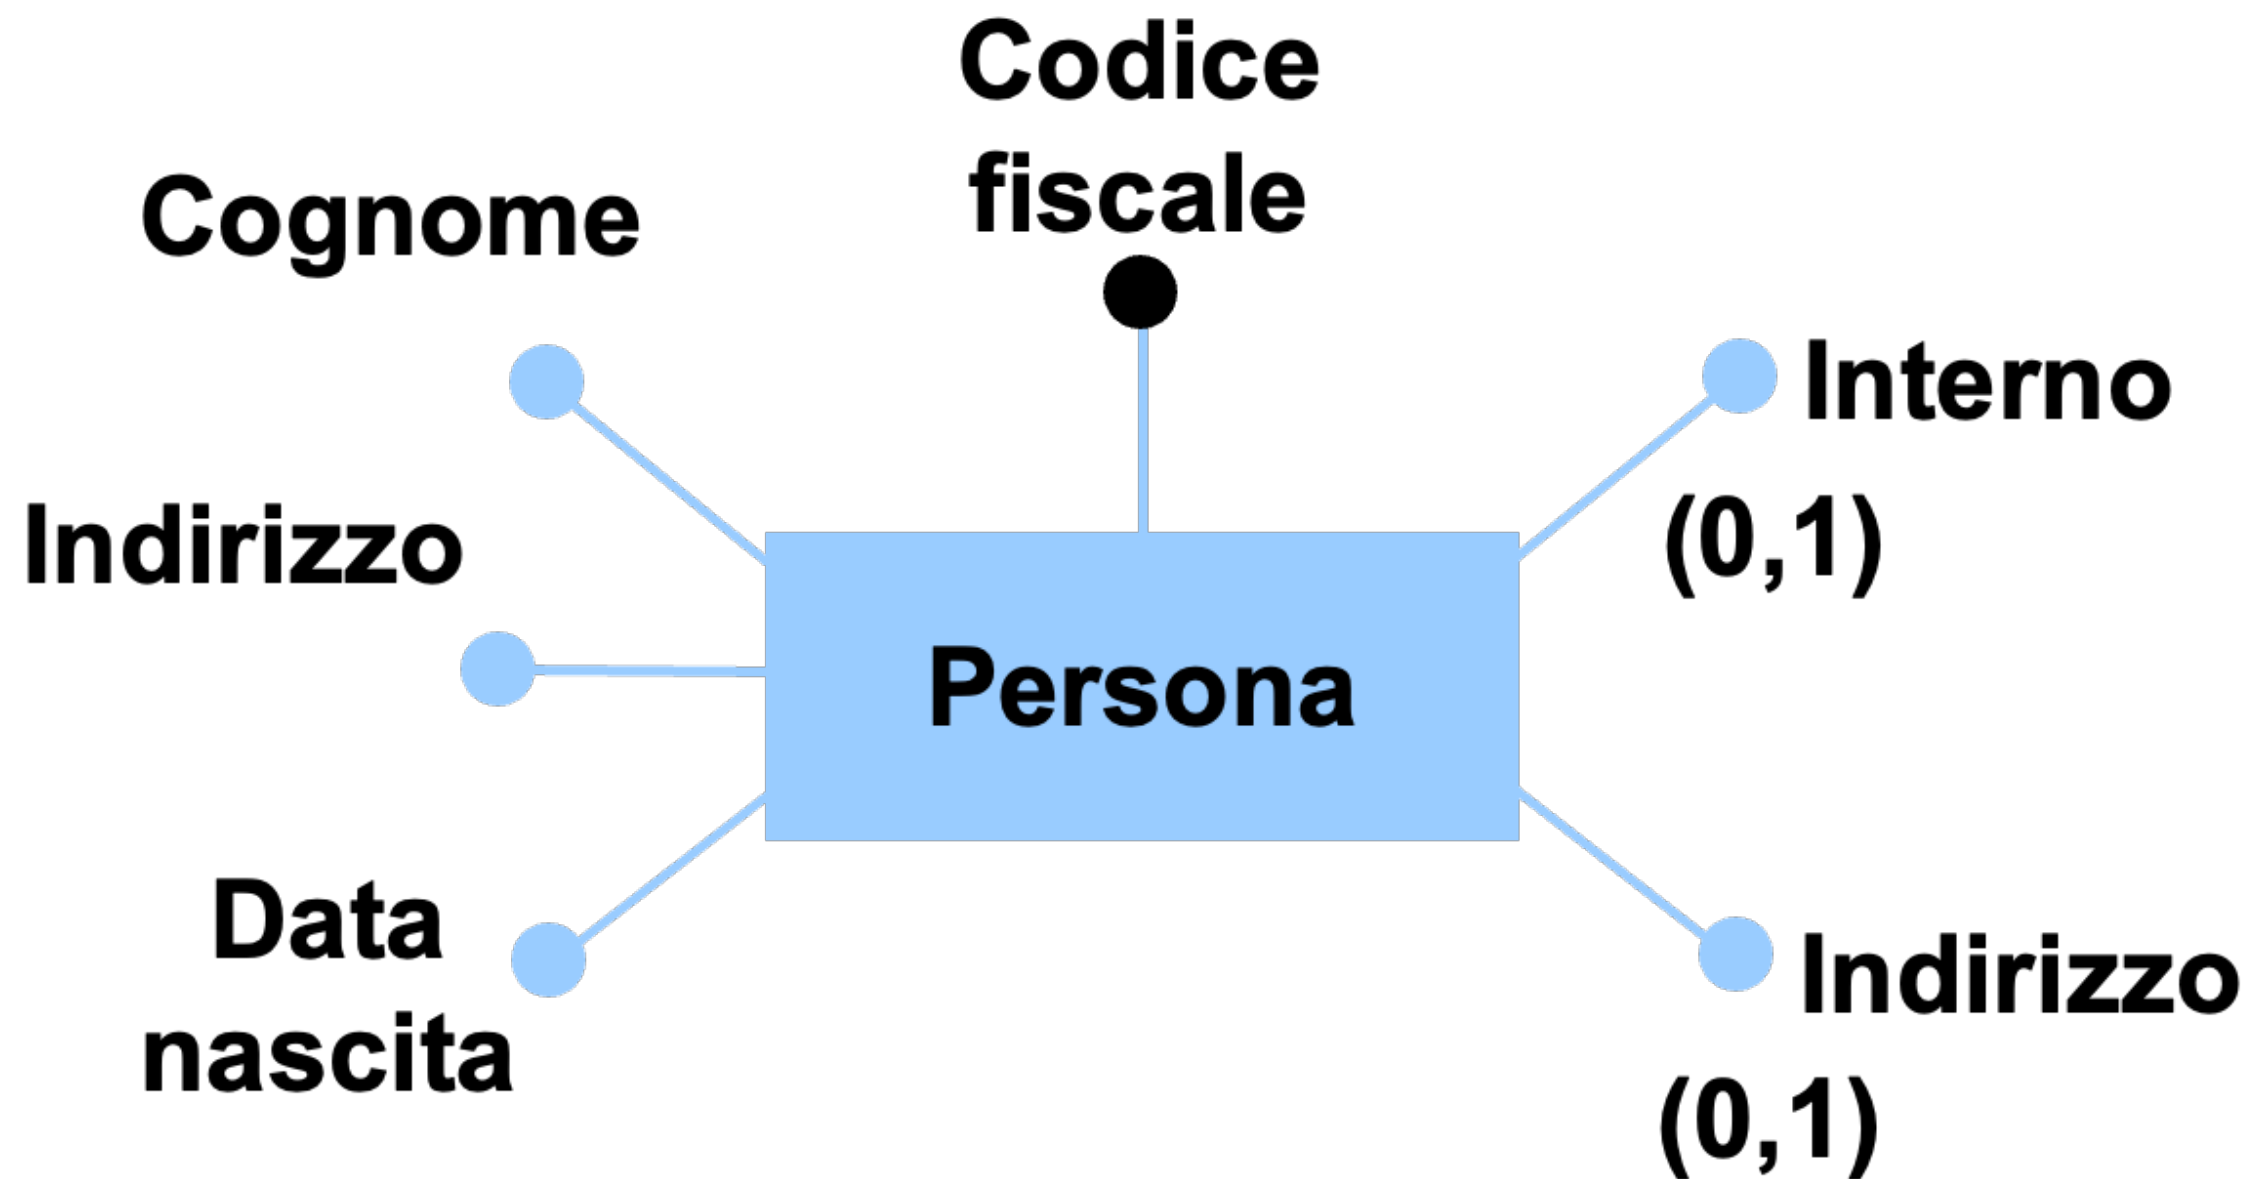 Codice
fiscale
Cognome
Interno
(0,1)
Indirizzo
Persona
Data
nascita
Indirizzo
(0,1)